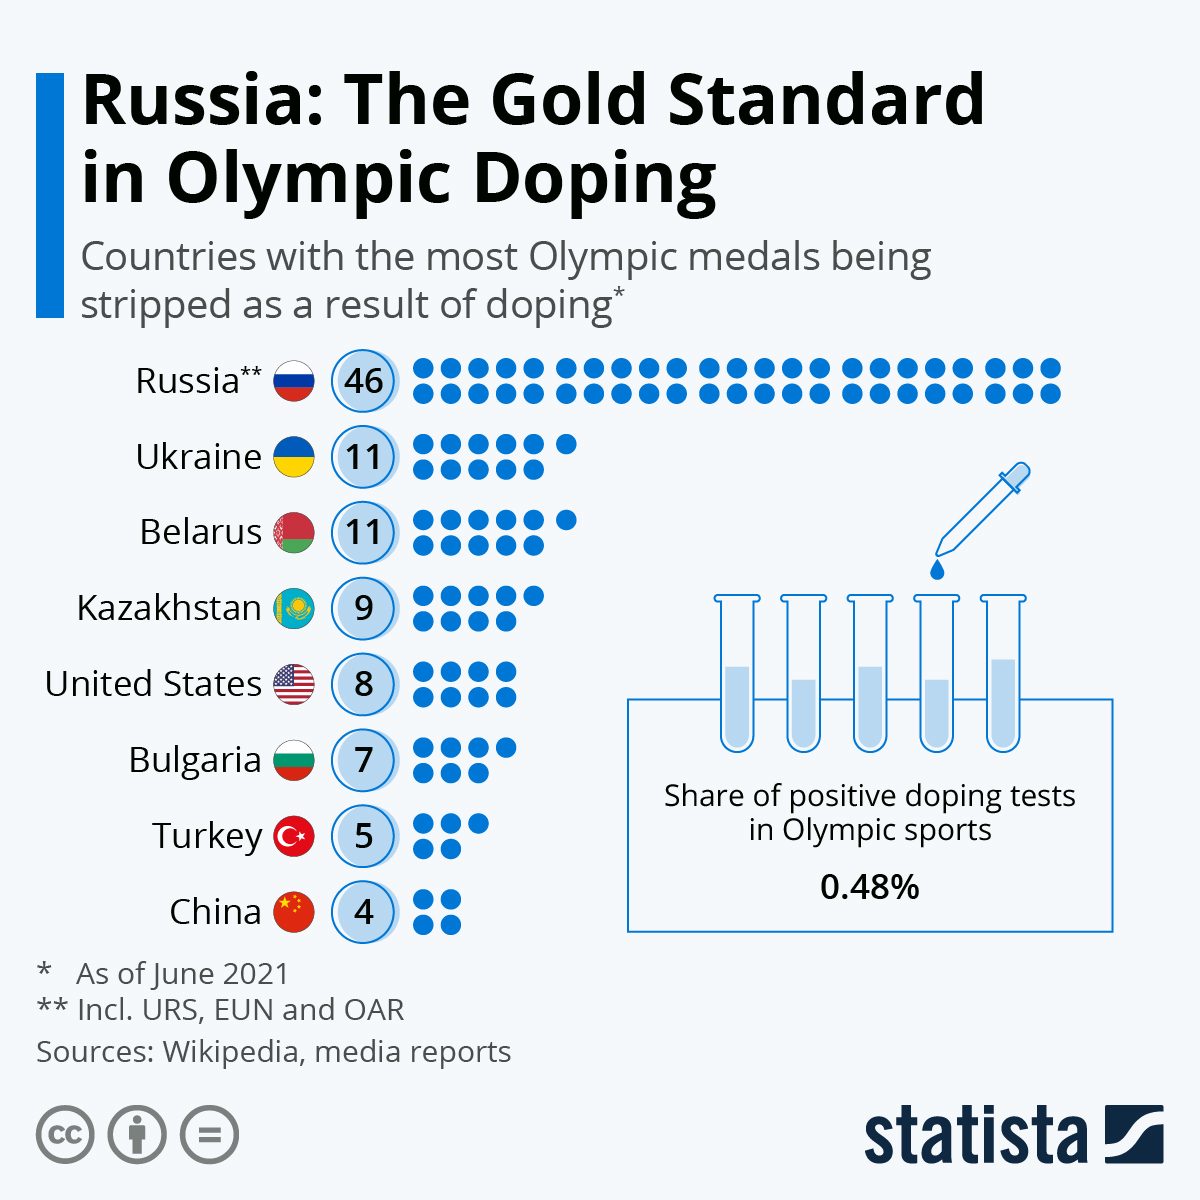 Russia: The Gold Standard
in Olympic Doping
Countries with the most Olympic medals being
stripped as a result of doping*
Russia** 46
Ukraine 11
Belarus 11
Kazakhstan 9
United States 8
Bulgaria 7
Turkey 5
China 4
Share of positive doping tests
in Olympic sports
0.48%
* As of June 2021
** Incl. URS, EUN and OAR
Sources: Wikipedia, media reports
cc
statista